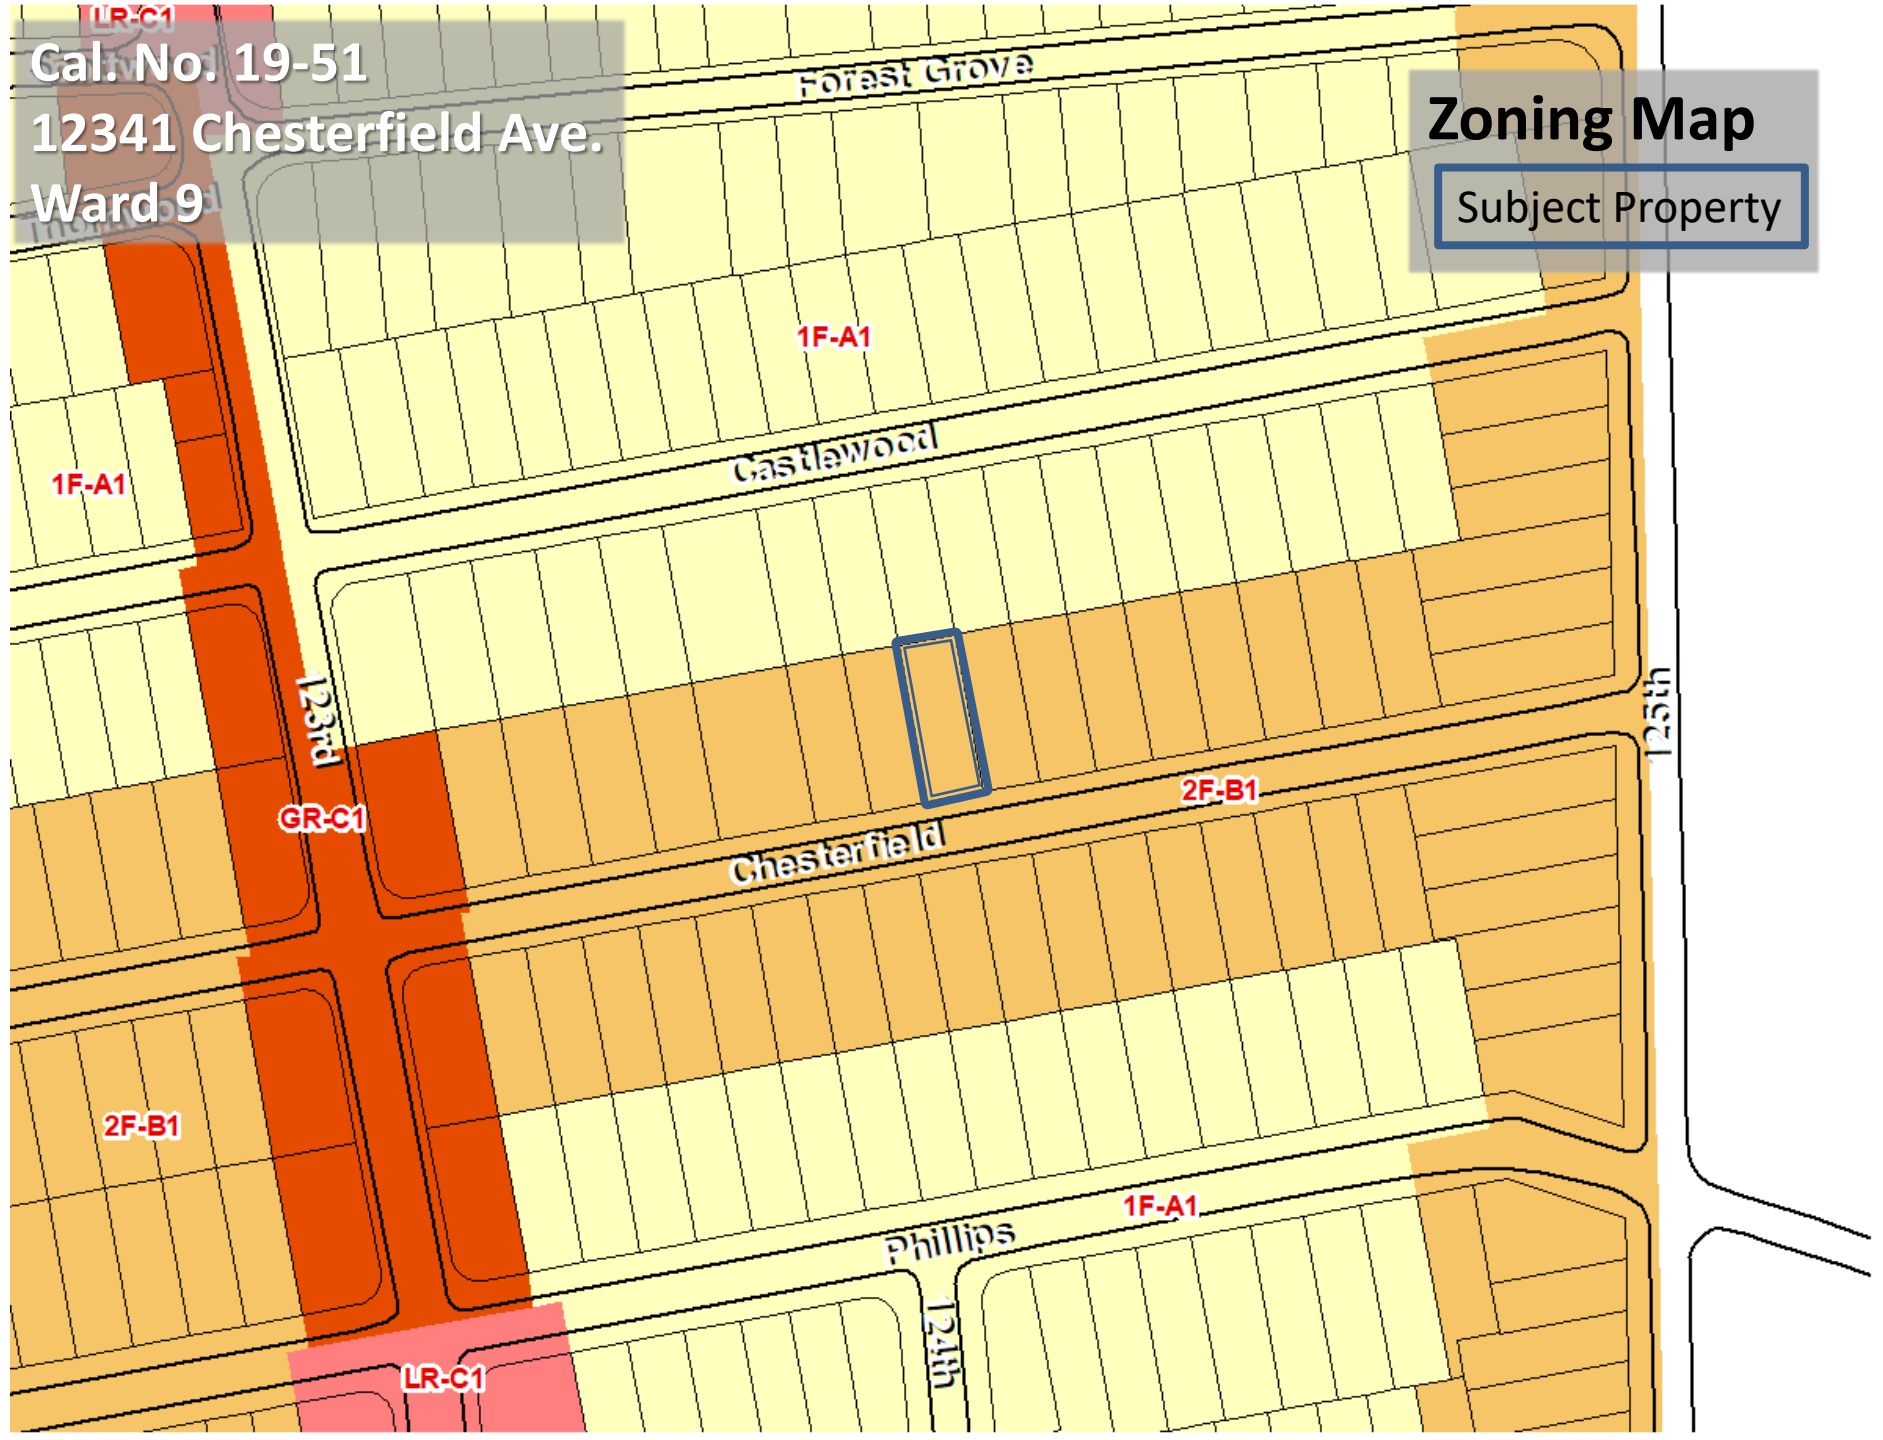 LR-C1
Cal. No. 19-51
12341 Chesterfield Ave.
Ward 9
Forest Grove
Zoning Map
Subject Property
1F-A1
Castlewood
1F-A1
123rd
125th
2F-B1
GR-C1
Chesterfield
2F-B1
1F-A1
Phillips
124th
LR-C1